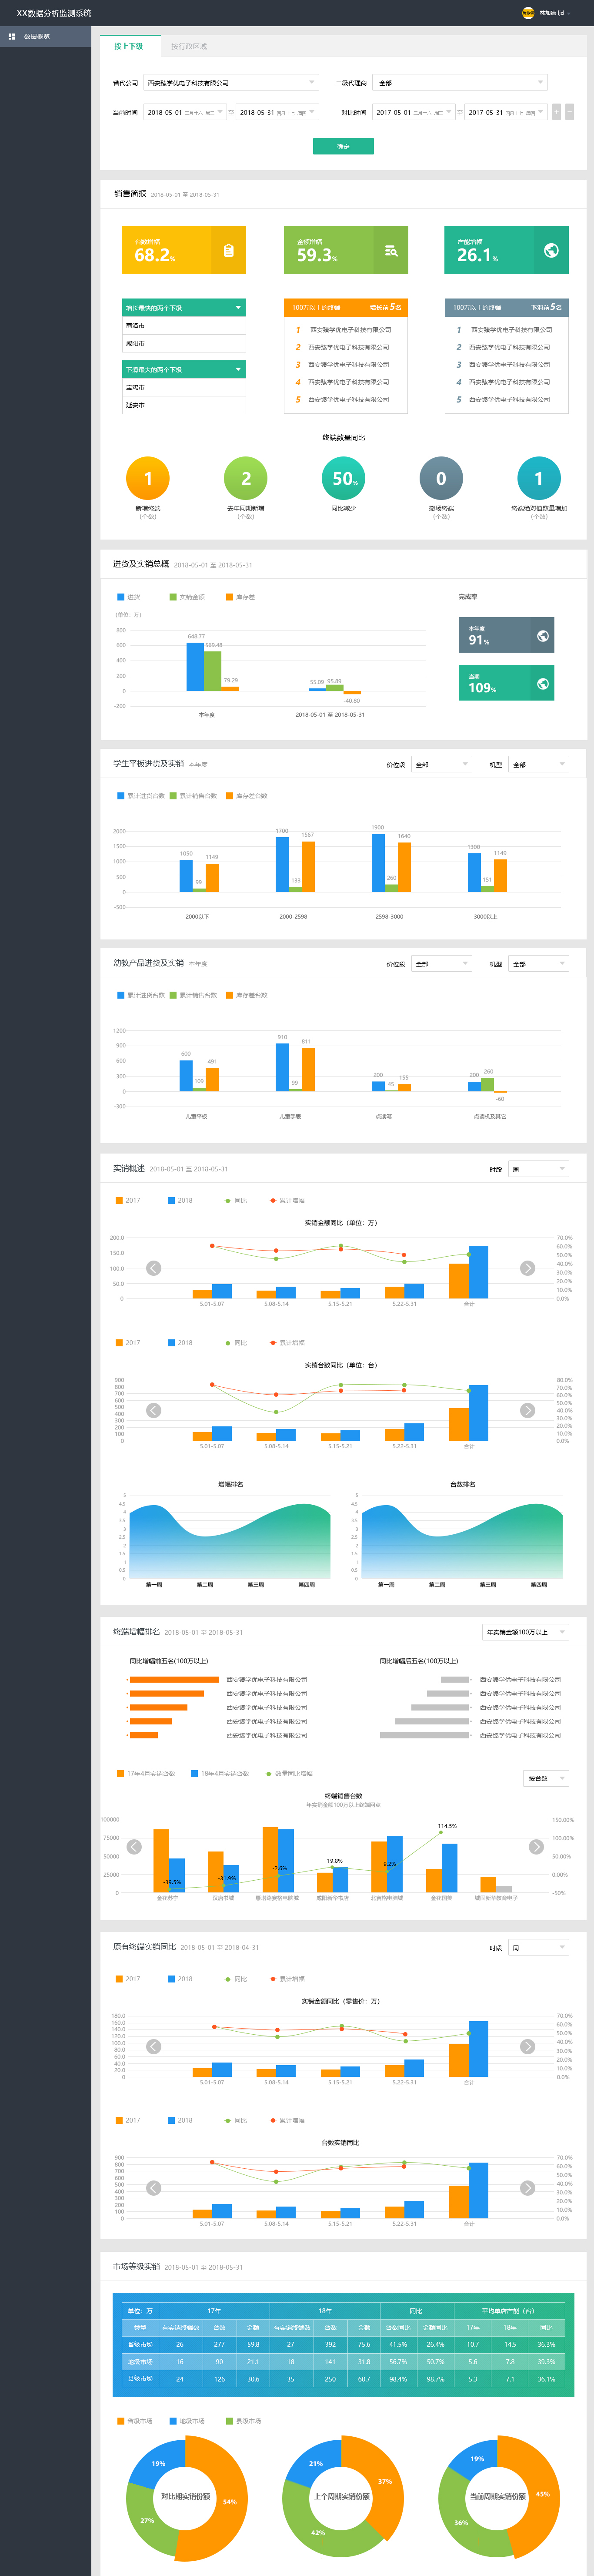 XX数据分析监测系统
林加德 ljd
数据概览
按上下级 按行政区域
省代公司 西安臻学优电子科技有限公司 二级代理商 全部
当前时间 2018-05-01 三月十六 周二 至 2018-05-31 四月十七 周四 对比时间 2017-05-01 三月十六 周二 至 2017-05-31 四月十七 周四
确定
销售简报 2018-05-01 至 2018-05-31
台数增幅 金额增幅 产能增幅
68.2% 59.3% 26.1%
增长最快的两个下级 100万以上的终端 增长前5名 100万以上的终端 下滑前5名
商洛市
咸阳市
下滑最大的两个下级
宝鸡市
延安市
1 西安臻学优电子科技有限公司 1 西安臻学优电子科技有限公司
2 西安臻学优电子科技有限公司 2 西安臻学优电子科技有限公司
3 西安臻学优电子科技有限公司 3 西安臻学优电子科技有限公司
4 西安臻学优电子科技有限公司 4 西安臻学优电子科技有限公司
5 西安臻学优电子科技有限公司 5 西安臻学优电子科技有限公司
终端数量同比
1 2 50% 0 1
新增终端 去年同期新增 同比减少 撤场终端 终端绝对值数量增加
(个数) (个数) (个数) (个数)
进货及实销总概 2018-05-01 至 2018-05-31
进货 实销金额 库存差 完成率
(单位：万)
800
600
400
200
0
-200
648.77 569.48 79.29 55.09 95.89 -40.80
本年度 2018-05-01 至 2018-05-31
本年度
91%
当期
109%
学生平板进货及实销 本年度 价位段 全部 机型 全部
累计进货台数 累计销售台数 库存差台数
2000
1500
1000
500
0
-500
1050 99 1149 1700 133 1567 1900 260 1640 1300 151 1149
2000以下 2000-2598 2598-3000 3000以上
幼教产品进货及实销 本年度 价位段 全部 机型 全部
累计进货台数 累计销售台数 库存差台数
1200
900
600
300
0
-300
600 109 491 910 99 811 200 45 155 200 260 -60
儿童平板 儿童手表 点读笔 点读机及其它
实销概述 2018-05-01 至 2018-05-31 时段 周
2017 2018 同比 累计增幅
实销金额同比（单位：万）
200.0
150.0
100.0
50.0
0
70.0%
60.0%
50.0%
40.0%
30.0%
20.0%
10.0%
0.0%
5.01-5.07 5.08-5.14 5.15-5.21 5.22-5.31 合计
2017 2018 同比 累计增幅
实销台数同比（单位：台）
900
800
700
600
500
400
300
200
100
0
80.0%
70.0%
60.0%
50.0%
40.0%
30.0%
20.0%
10.0%
0.0%
5.01-5.07 5.08-5.14 5.15-5.21 5.22-5.31 合计
增幅排名 台数排名
5 5
4.5 4.5
4 4
3.5 3.5
3 3
2.5 2.5
2 2
1.5 1.5
1 1
0.5 0.5
0 0
第一周 第二周 第三周 第四周 第一周 第二周 第三周 第四周
终端增幅排名 2018-05-01 至 2018-05-31 年实销金额100万以上
同比增幅前五名(100万以上) 同比增幅后五名(100万以上)
西安臻学优电子科技有限公司 西安臻学优电子科技有限公司
西安臻学优电子科技有限公司 西安臻学优电子科技有限公司
西安臻学优电子科技有限公司 西安臻学优电子科技有限公司
西安臻学优电子科技有限公司 西安臻学优电子科技有限公司
西安臻学优电子科技有限公司 西安臻学优电子科技有限公司
17年4月实销台数 18年4月实销台数 数量同比增幅 按台数
终端销售台数
年实销金额100万以上终端网点
100000
75000
50000
25000
0
150.00%
100.00%
50.00%
0.00%
-50%
-39.5% -31.9% -2.6% 19.8% 9.2% 114.5%
金花苏宁 汉唐书城 雁塔苗赛格电脑城 咸阳新华书店 北赛格电脑城 金花国美
原有终端实销同比 2018-05-01 至 2018-04-31 时段 周
2017 2018 同比 累计增幅
实销金额同比（零售价：万）
180.0
160.0
140.0
120.0
100.0
80.0
60.0
40.0
20.0
0
70.0%
60.0%
50.0%
40.0%
30.0%
20.0%
10.0%
0.0%
5.01-5.07 5.08-5.14 5.15-5.21 5.22-5.31 合计
2017 2018 同比 累计增幅
台数实销同比
900
800
700
600
500
400
300
200
100
0
70.0%
60.0%
50.0%
40.0%
30.0%
20.0%
10.0%
0.0%
5.01-5.07 5.08-5.14 5.15-5.21 5.22-5.31 合计
市场等级实销 2018-05-01 至 2018-05-31
单位：万 17年 18年 同比 平均单店产能（台）
类型 有实销终端数 台数 金额 有实销终端数 台数 金额 台数同比 金额同比 17年 18年 同比
省级市场 26 277 59.8 27 392 75.6 41.5% 26.4% 10.7 14.5 36.3%
地级市场 16 90 21.1 18 141 31.8 56.7% 50.7% 5.6 7.8 39.3%
县级市场 24 126 30.6 35 250 60.7 98.4% 98.7% 5.3 7.1 36.1%
省级市场 地级市场 县级市场
19% 54% 27% 对比期实销份额
21% 37% 42% 上个周期实销份额
19% 45% 36% 当前周期实销份额